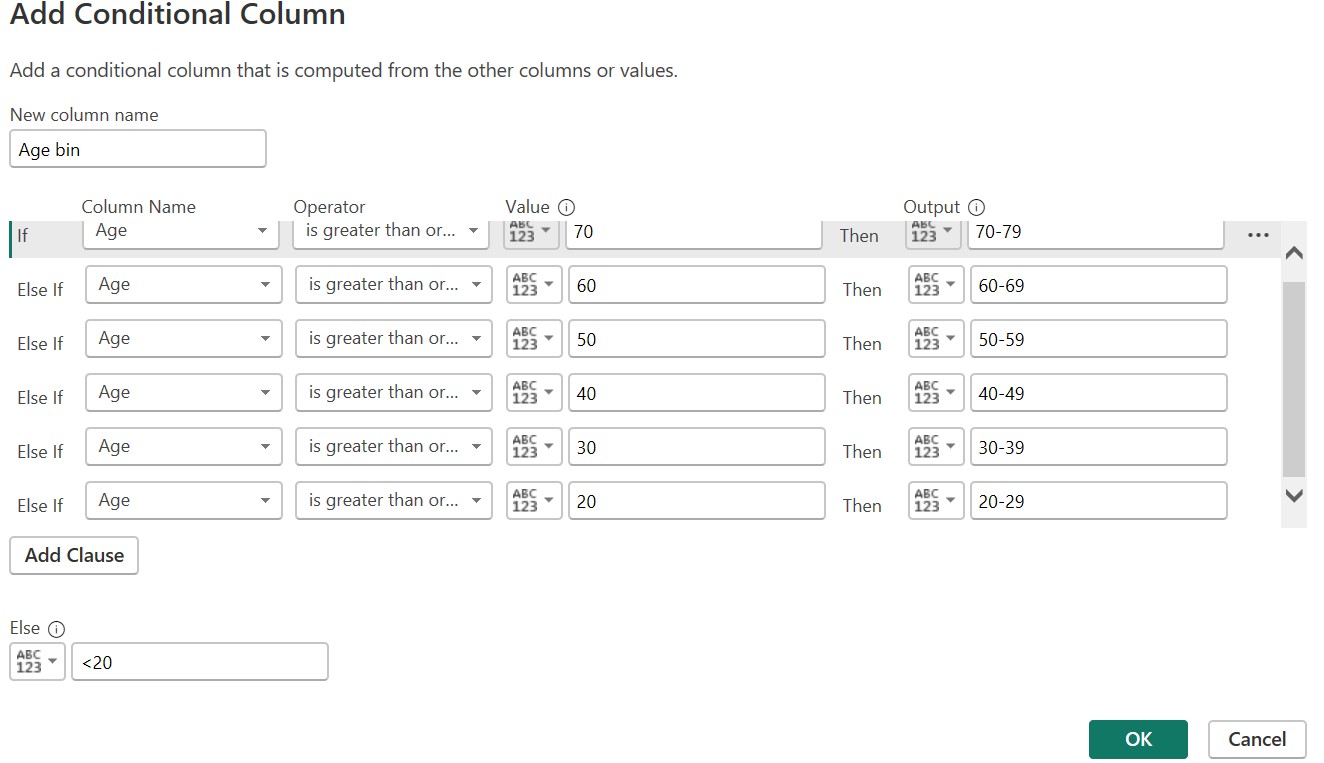 Add Conditional Column
Add a conditional column that is computed from the other columns or values.
New column name
Age bin
Column Name Operator Value Output
If Age is greater than or... ABC 123 70 Then ABC 123 70-79 ...
Else If Age is greater than or... ABC 123 60 Then ABC 123 60-69
Else If Age is greater than or... ABC 123 50 Then ABC 123 50-59
Else If Age is greater than or... ABC 123 40 Then ABC 123 40-49
Else If Age is greater than or... ABC 123 30 Then ABC 123 30-39
Else If Age is greater than or... ABC 123 20 Then ABC 123 20-29
Add Clause
Else
ABC 123 <20
OK Cancel